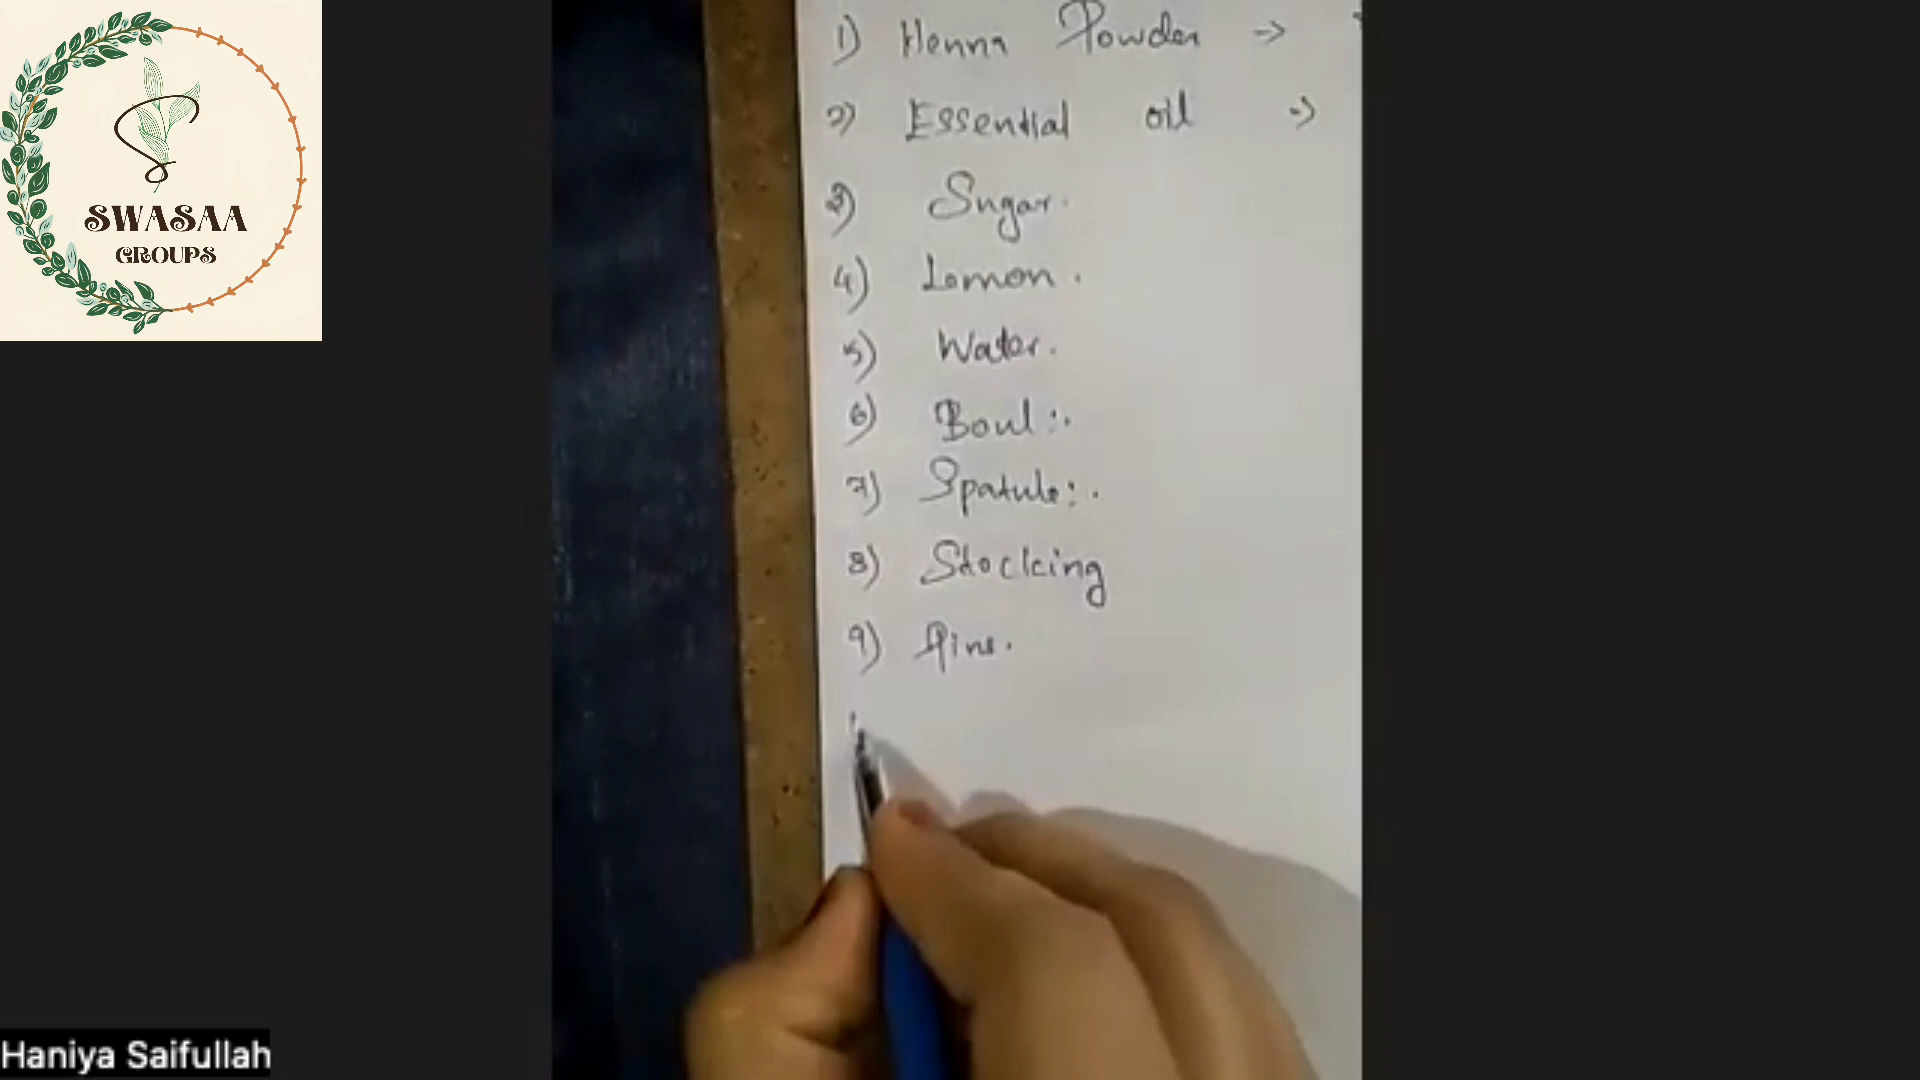 SWASAA
GROUPS
1) Henna Powder →
2) Essential oil →
3) Sugar.
4) Lemon.
5) Water.
6) Boul:.
7) Spatule:.
8) Stocking
9) Pins.
Haniya Saifullah